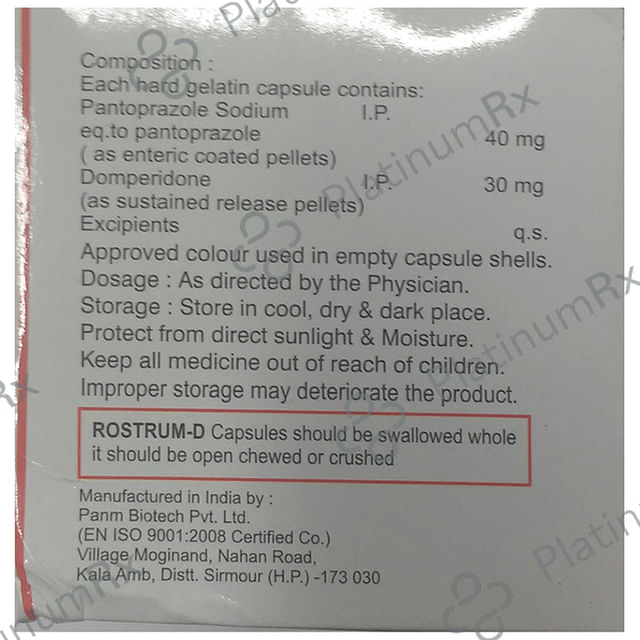 Composition :
Each hard gelatin capsule contains:
Pantoprazole Sodium I.P.
eq.to pantoprazole 40 mg
( as enteric coated pellets)
Domperidone I.P. 30 mg
(as sustained release pellets)
Excipients q.s.
Approved colour used in empty capsule shells.
Dosage : As directed by the Physician.
Storage : Store in cool, dry & dark place.
Protect from direct sunlight & Moisture.
Keep all medicine out of reach of children.
Improper storage may deteriorate the product.
ROSTRUM-D Capsules should be swallowed whole
it should be open chewed or crushed
Manufactured in India by :
Panm Biotech Pvt. Ltd.
(EN ISO 9001:2008 Certified Co.)
Village Moginand, Nahan Road,
Kala Amb, Distt. Sirmour (H.P.) -173 030
PlatinumRx
PlatinumRx